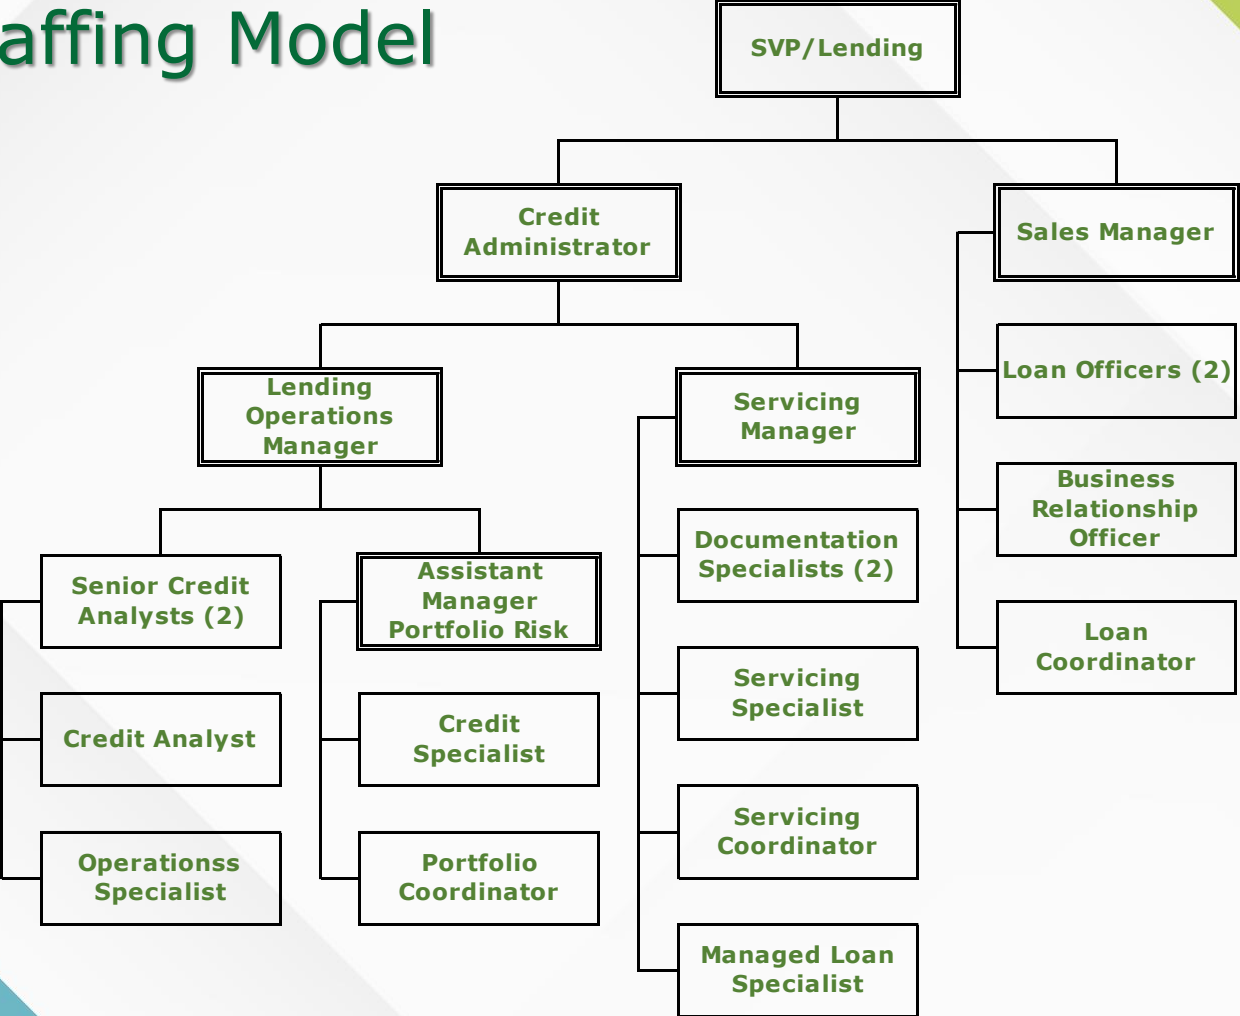 affing Model
SVP/Lending
Credit
Administrator
Sales Manager
Lending
Operations
Manager
Servicing
Manager
Loan Officers (2)
Business
Relationship
Officer
Loan
Coordinator
Senior Credit
Analysts (2)
Assistant
Manager
Portfolio Risk
Documentation
Specialists (2)
Credit Analyst
Credit
Specialist
Servicing
Specialist
Operationss
Specialist
Portfolio
Coordinator
Servicing
Coordinator
Managed Loan
Specialist